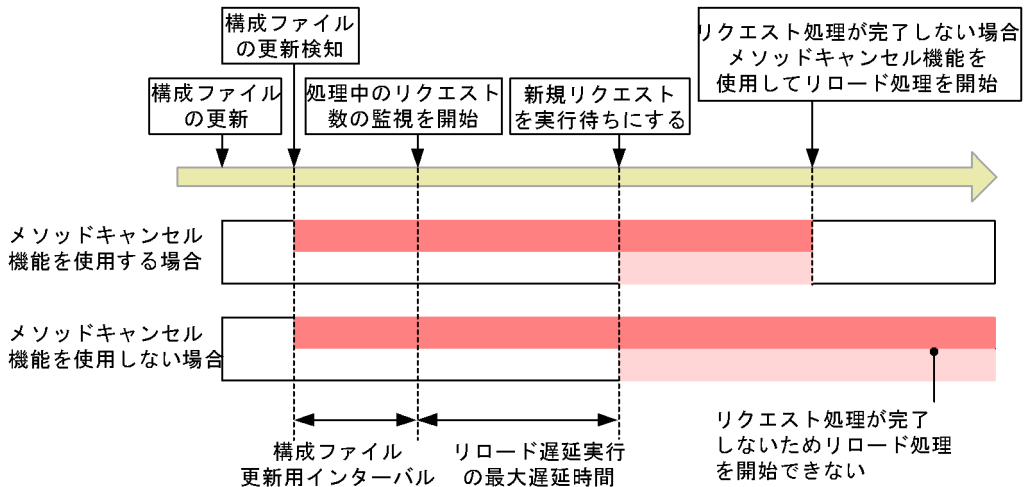 構成ファイル
の更新
構成ファイル
の更新検知
処理中のリクエスト
数の監視を開始
新規リクエスト
を実行待ちにする
リクエスト処理が完了しない場合
メソッドキャンセル機能を
使用してリロード処理を開始
メソッドキャンセル
機能を使用する場合
メソッドキャンセル
機能を使用しない場合
構成ファイル
更新用インターバル
リロード遅延実行
の最大遅延時間
リクエスト処理が完了
しないためリロード処理
を開始できない